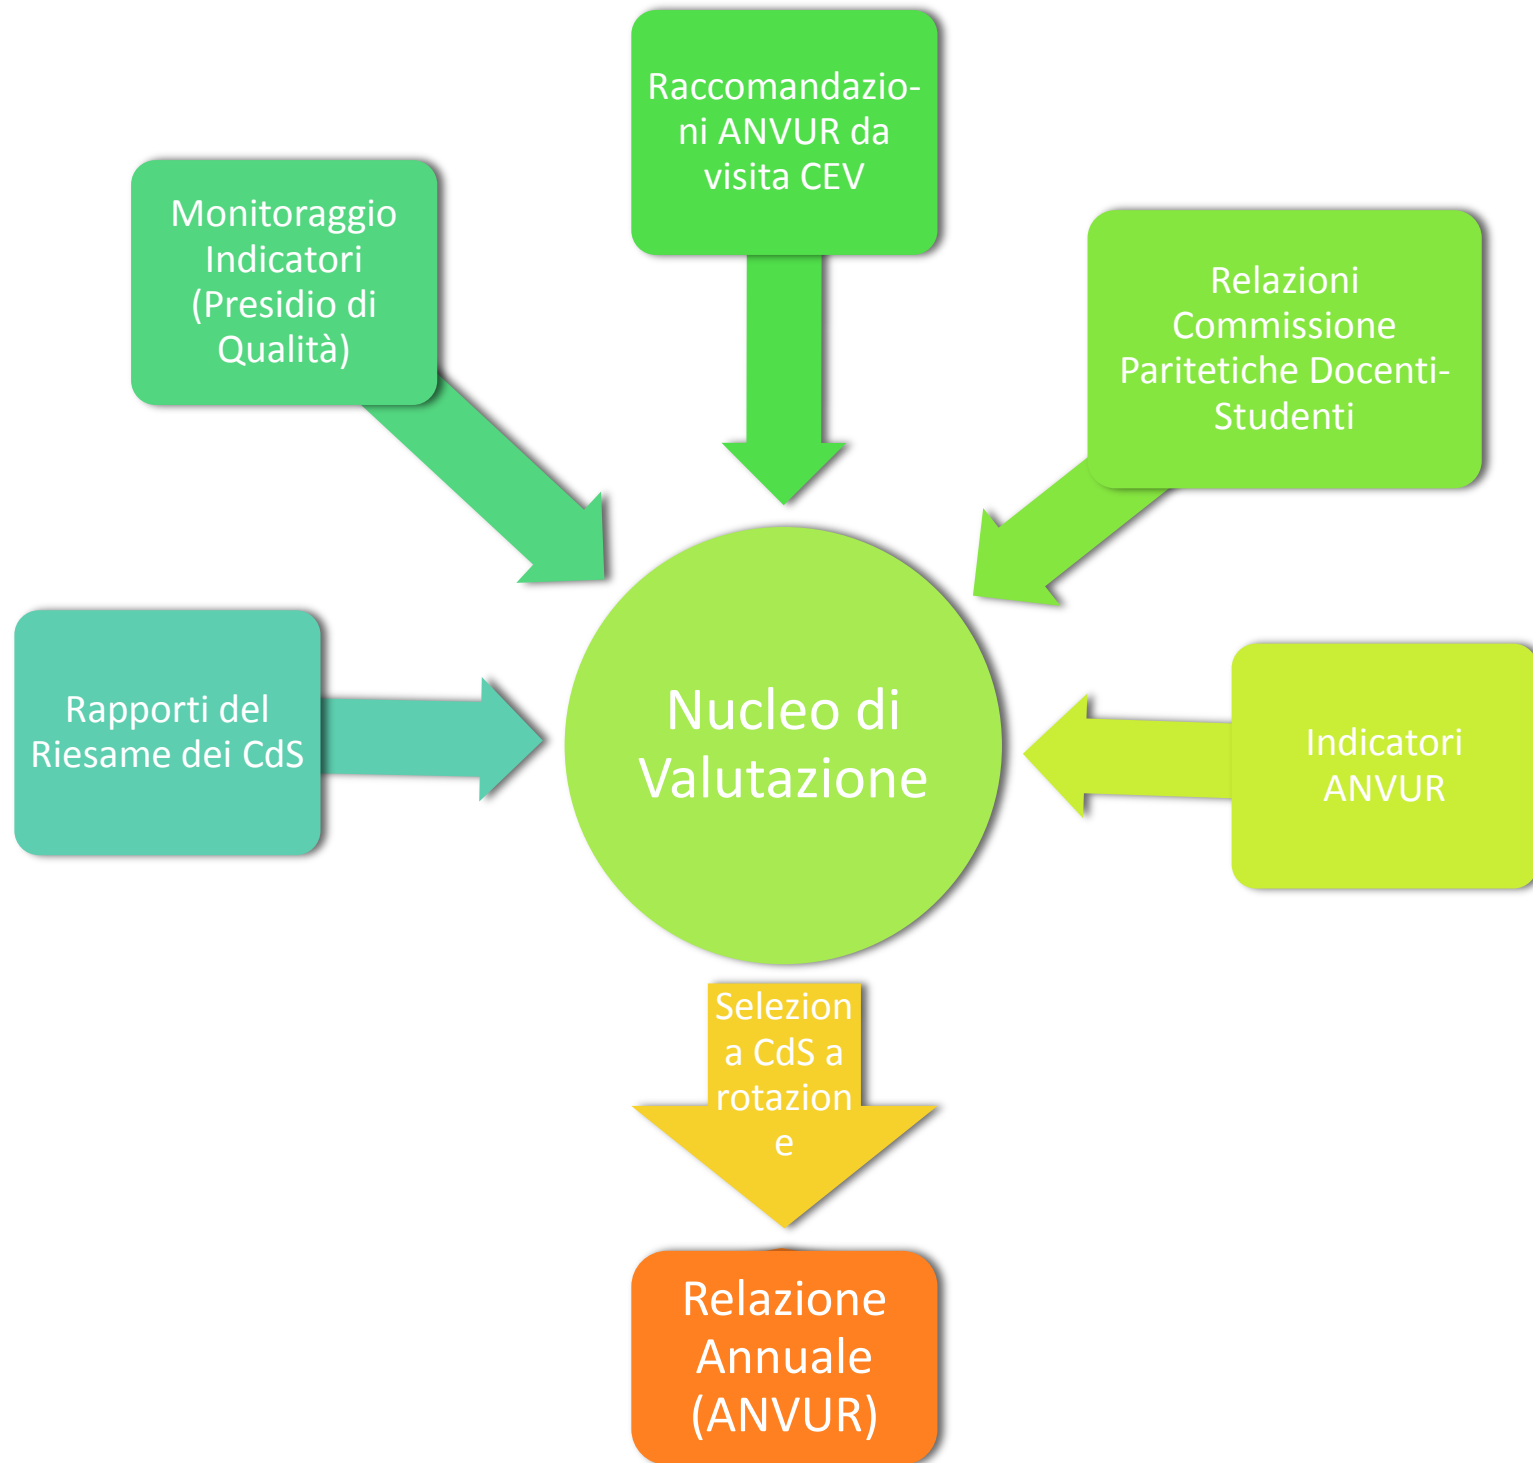 Raccomandazio-
ni ANVUR da
visita CEV
Monitoraggio
Indicatori
(Presidio di
Qualità)
Relazioni
Commissione
Paritetiche Docenti-
Studenti
Rapporti del
Riesame dei CdS
Nucleo di
Valutazione
Indicatori
ANVUR
Selezion
a CdS a
rotazion
e
Relazione
Annuale
(ANVUR)